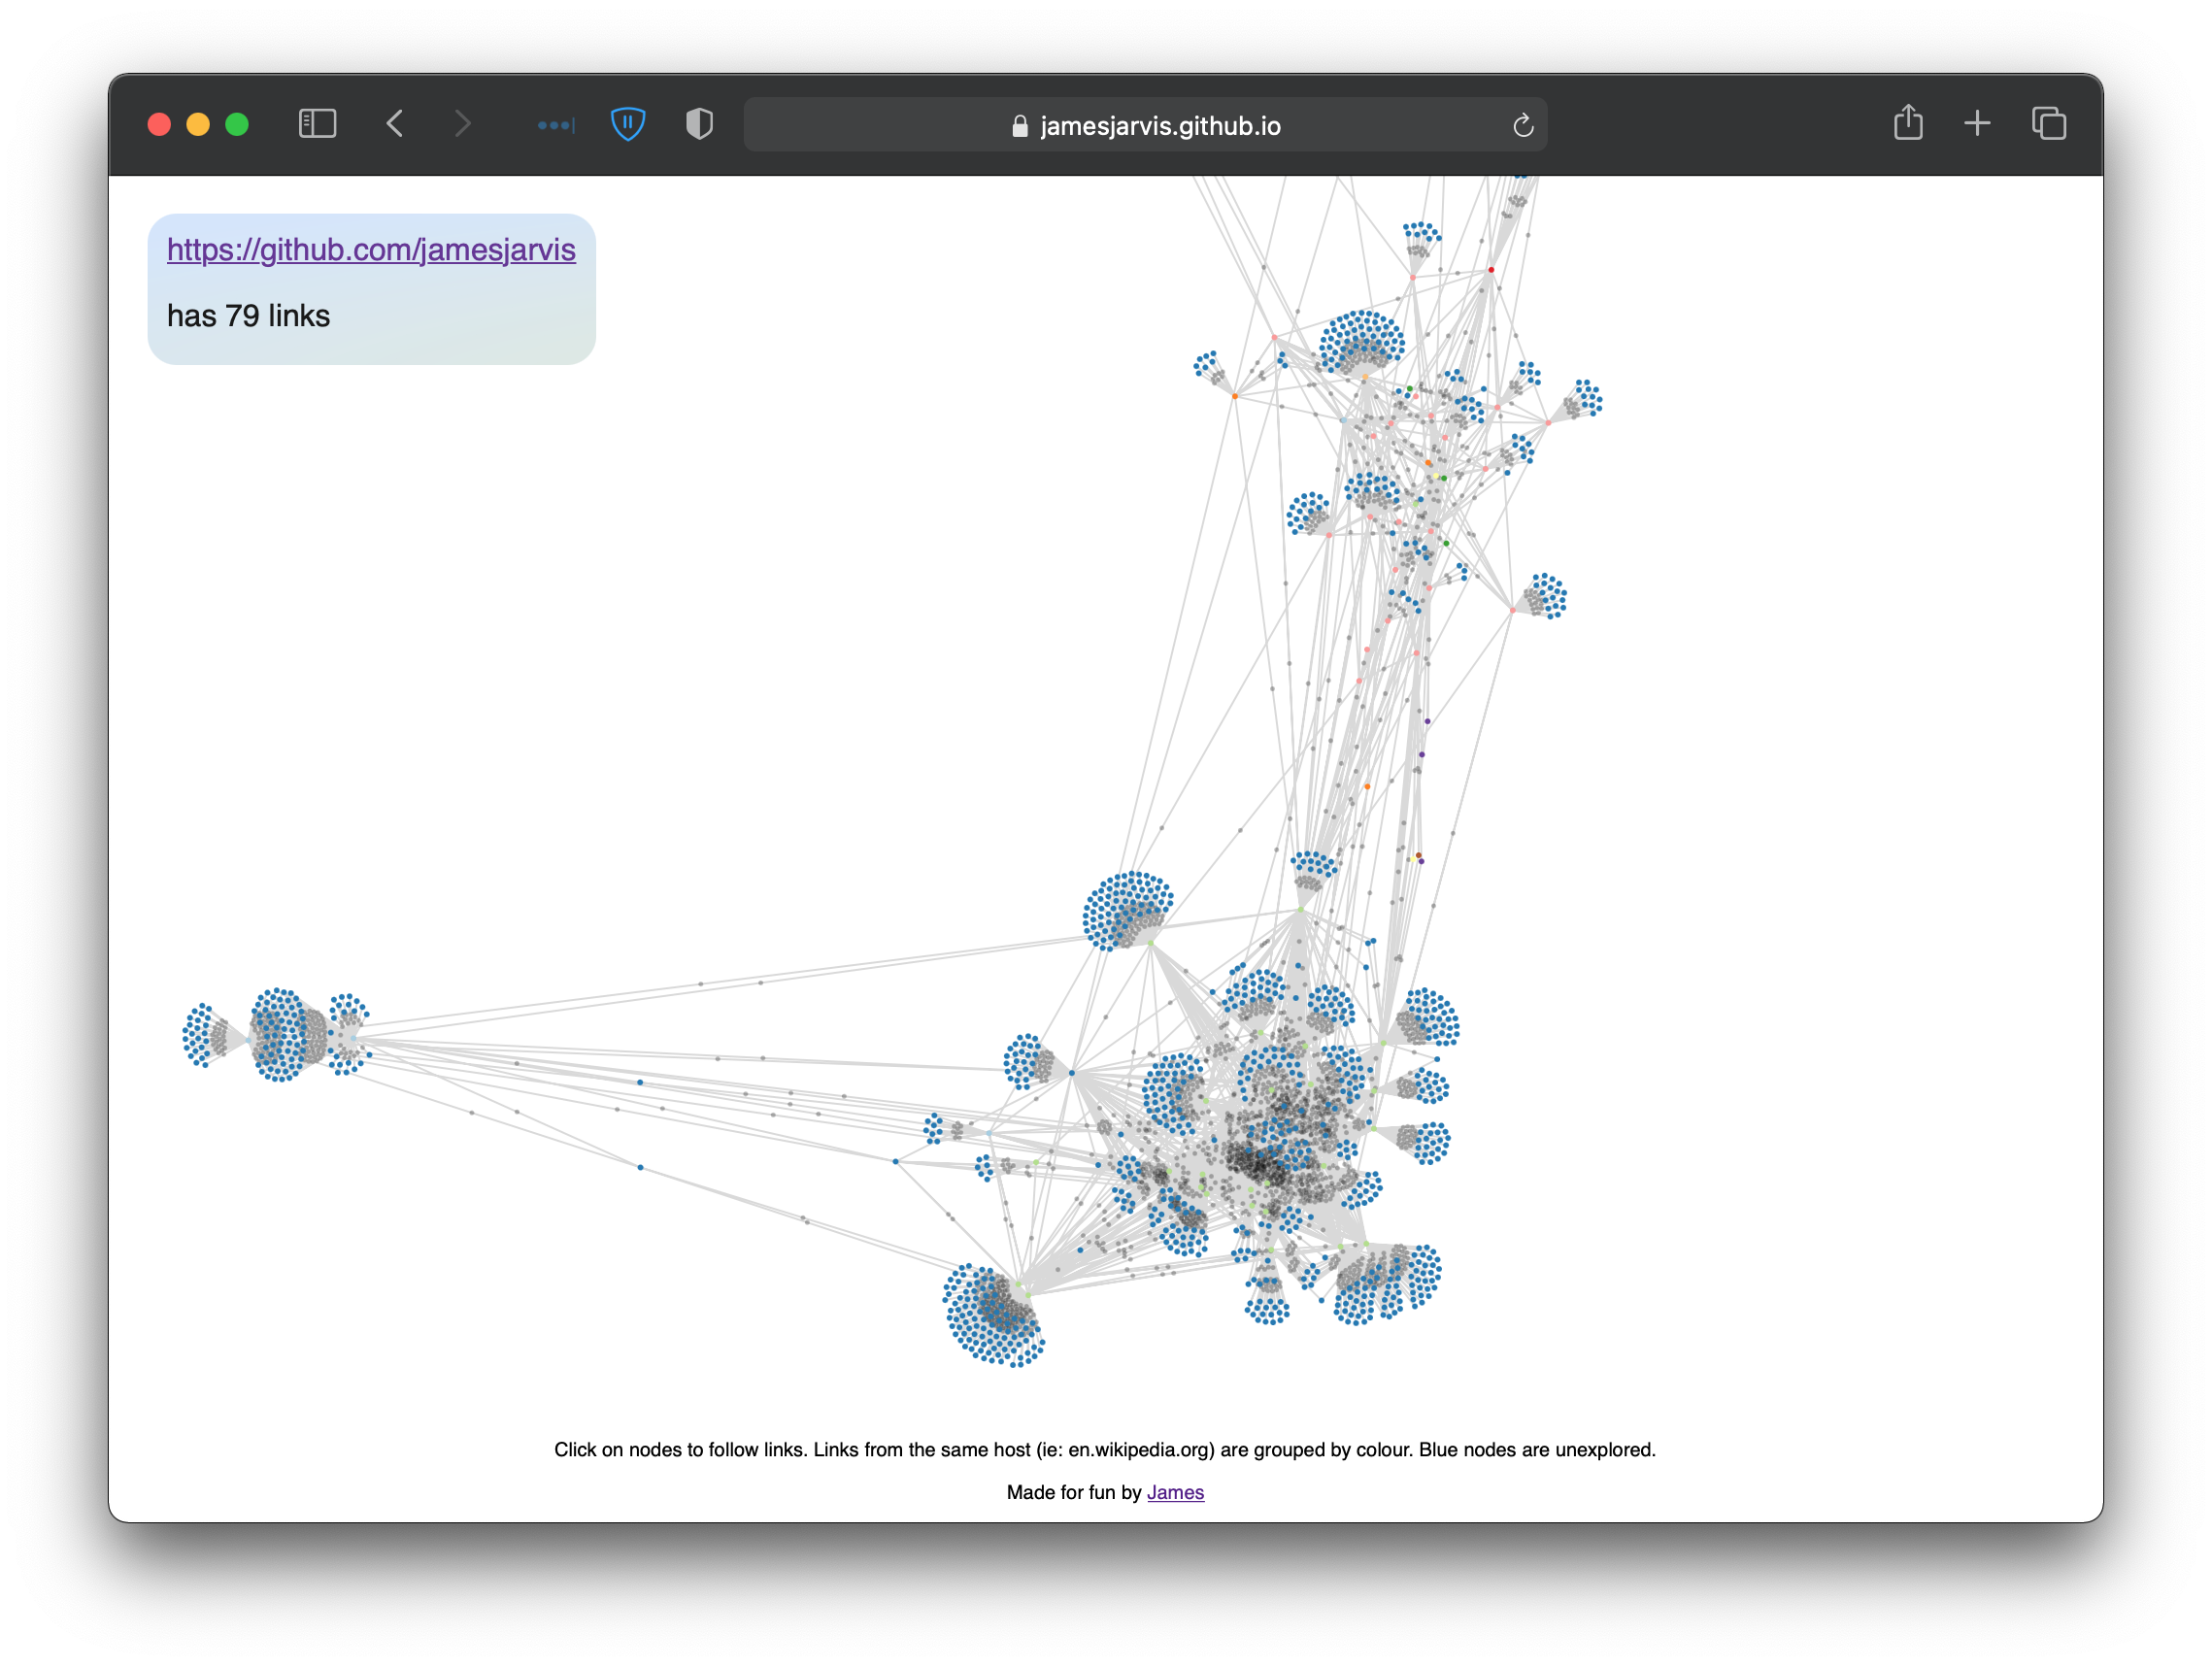 jamesjarvis.github.io
https://github.com/jamesjarvis
has 79 links
Click on nodes to follow links. Links from the same host (ie: en.wikipedia.org) are grouped by colour. Blue nodes are unexplored.
Made for fun by James